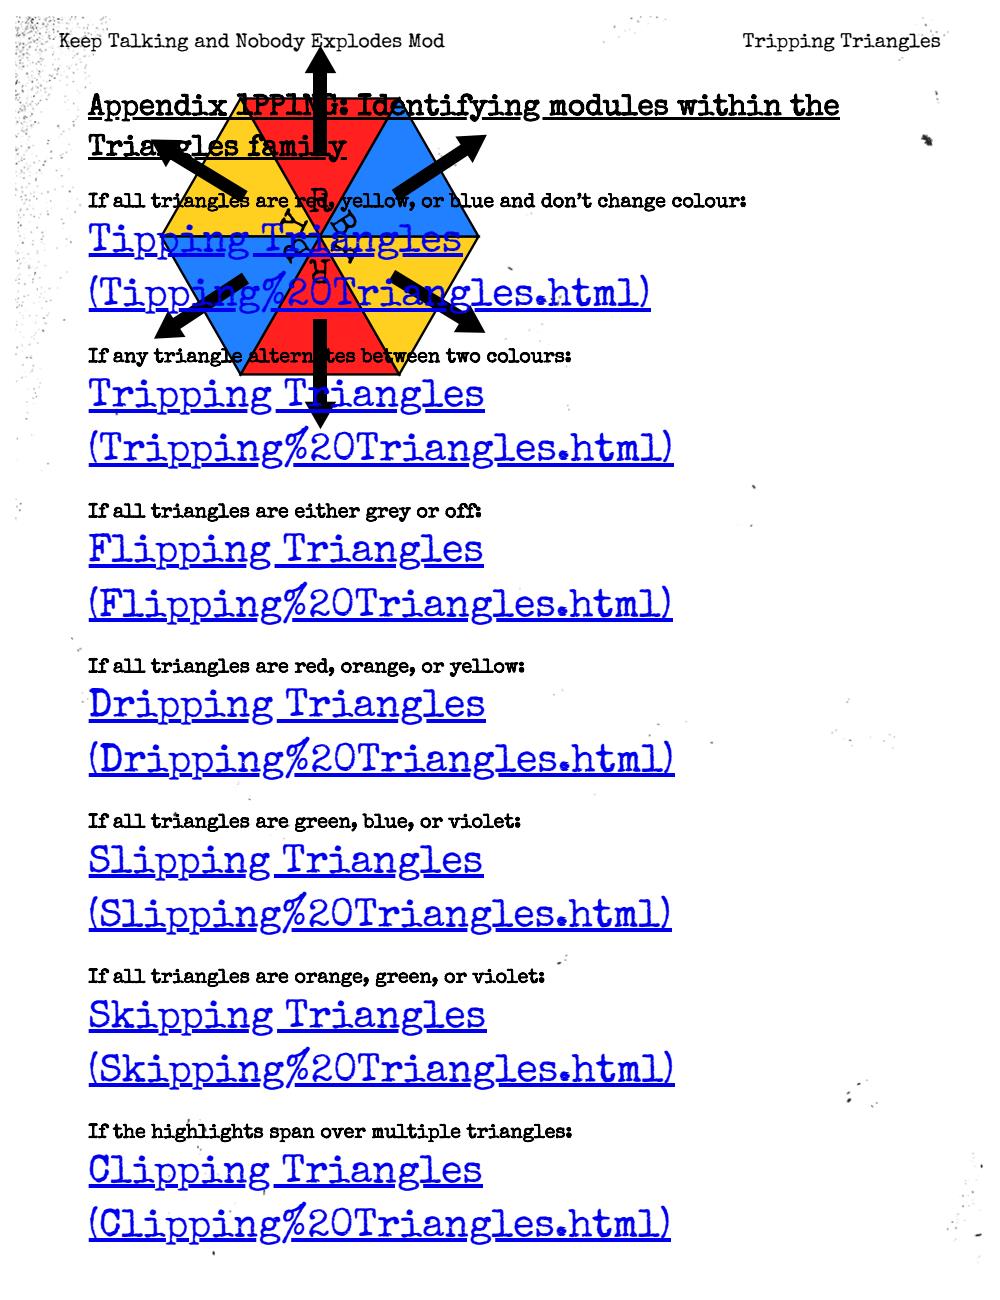 Keep Talking and Nobody Explodes Mod
Tripping Triangles
Appendix 1PP1NG: Identifying modules within the
Triangles family
If all triangles are red, yellow, or blue and don't change colour:
Tipping Triangles
(Tipping%20Triangles.html)
R
B
Y
R
B
Y
If any triangle alternates between two colours:
Tripping Triangles
(Tripping%20Triangles.html)
If all triangles are either grey or off:
Flipping Triangles
(Flipping%20Triangles.html)
If all triangles are red, orange, or yellow:
Dripping Triangles
(Dripping%20Triangles.html)
If all triangles are green, blue, or violet:
Slipping Triangles
(Slipping%20Triangles.html)
If all triangles are orange, green, or violet:
Skipping Triangles
(Skipping%20Triangles.html)
If the highlights span over multiple triangles:
Clipping Triangles
(Clipping%20Triangles.html)